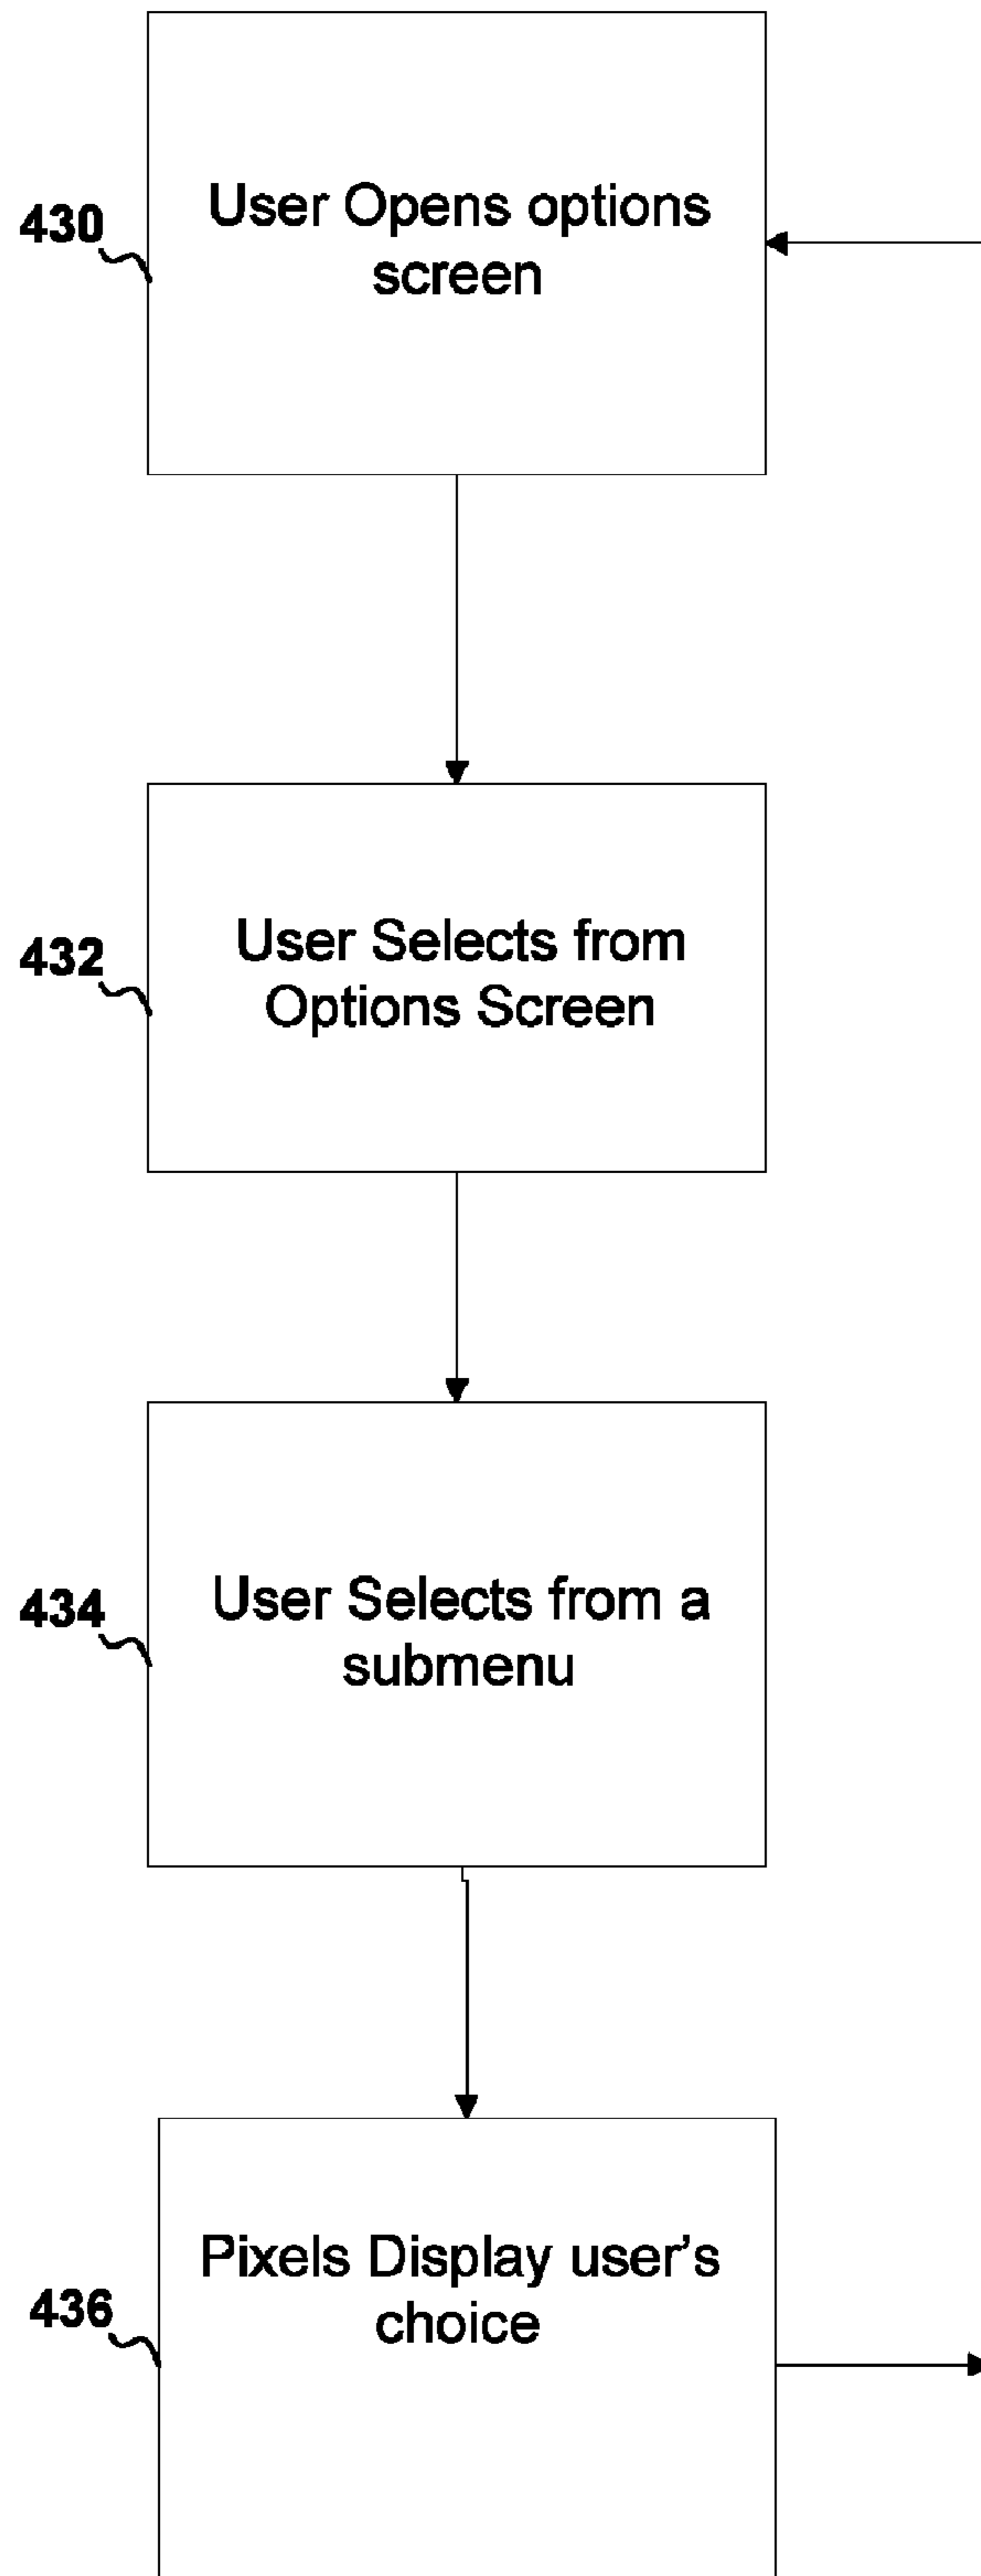 430
User Opens options
screen
432
User Selects from
Options Screen
434
User Selects from a
submenu
436
Pixels Display user's
choice